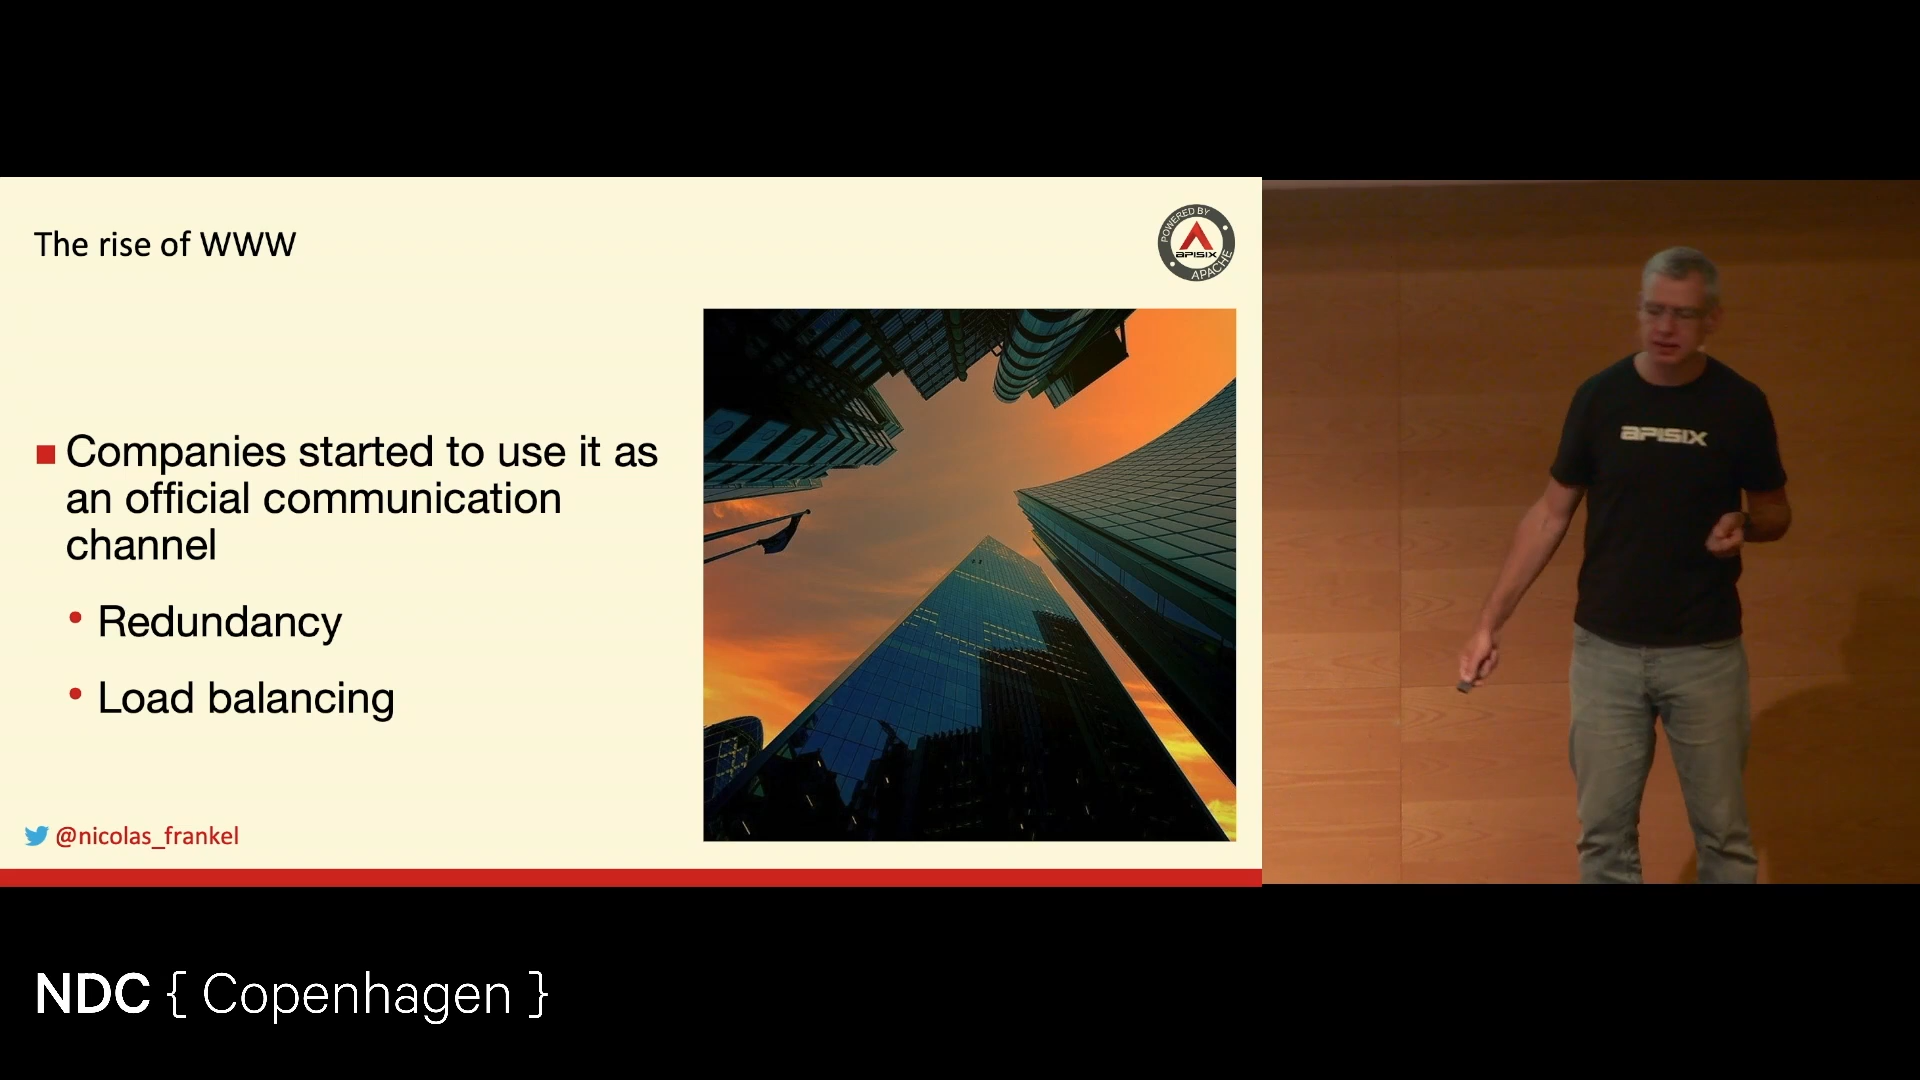 The rise of WWW
POWERED BY
APISIX
APACHE
Companies started to use it as
an official communication
channel
Redundancy
Load balancing
@nicolas_frankel
APISIX
NDC { Copenhagen }